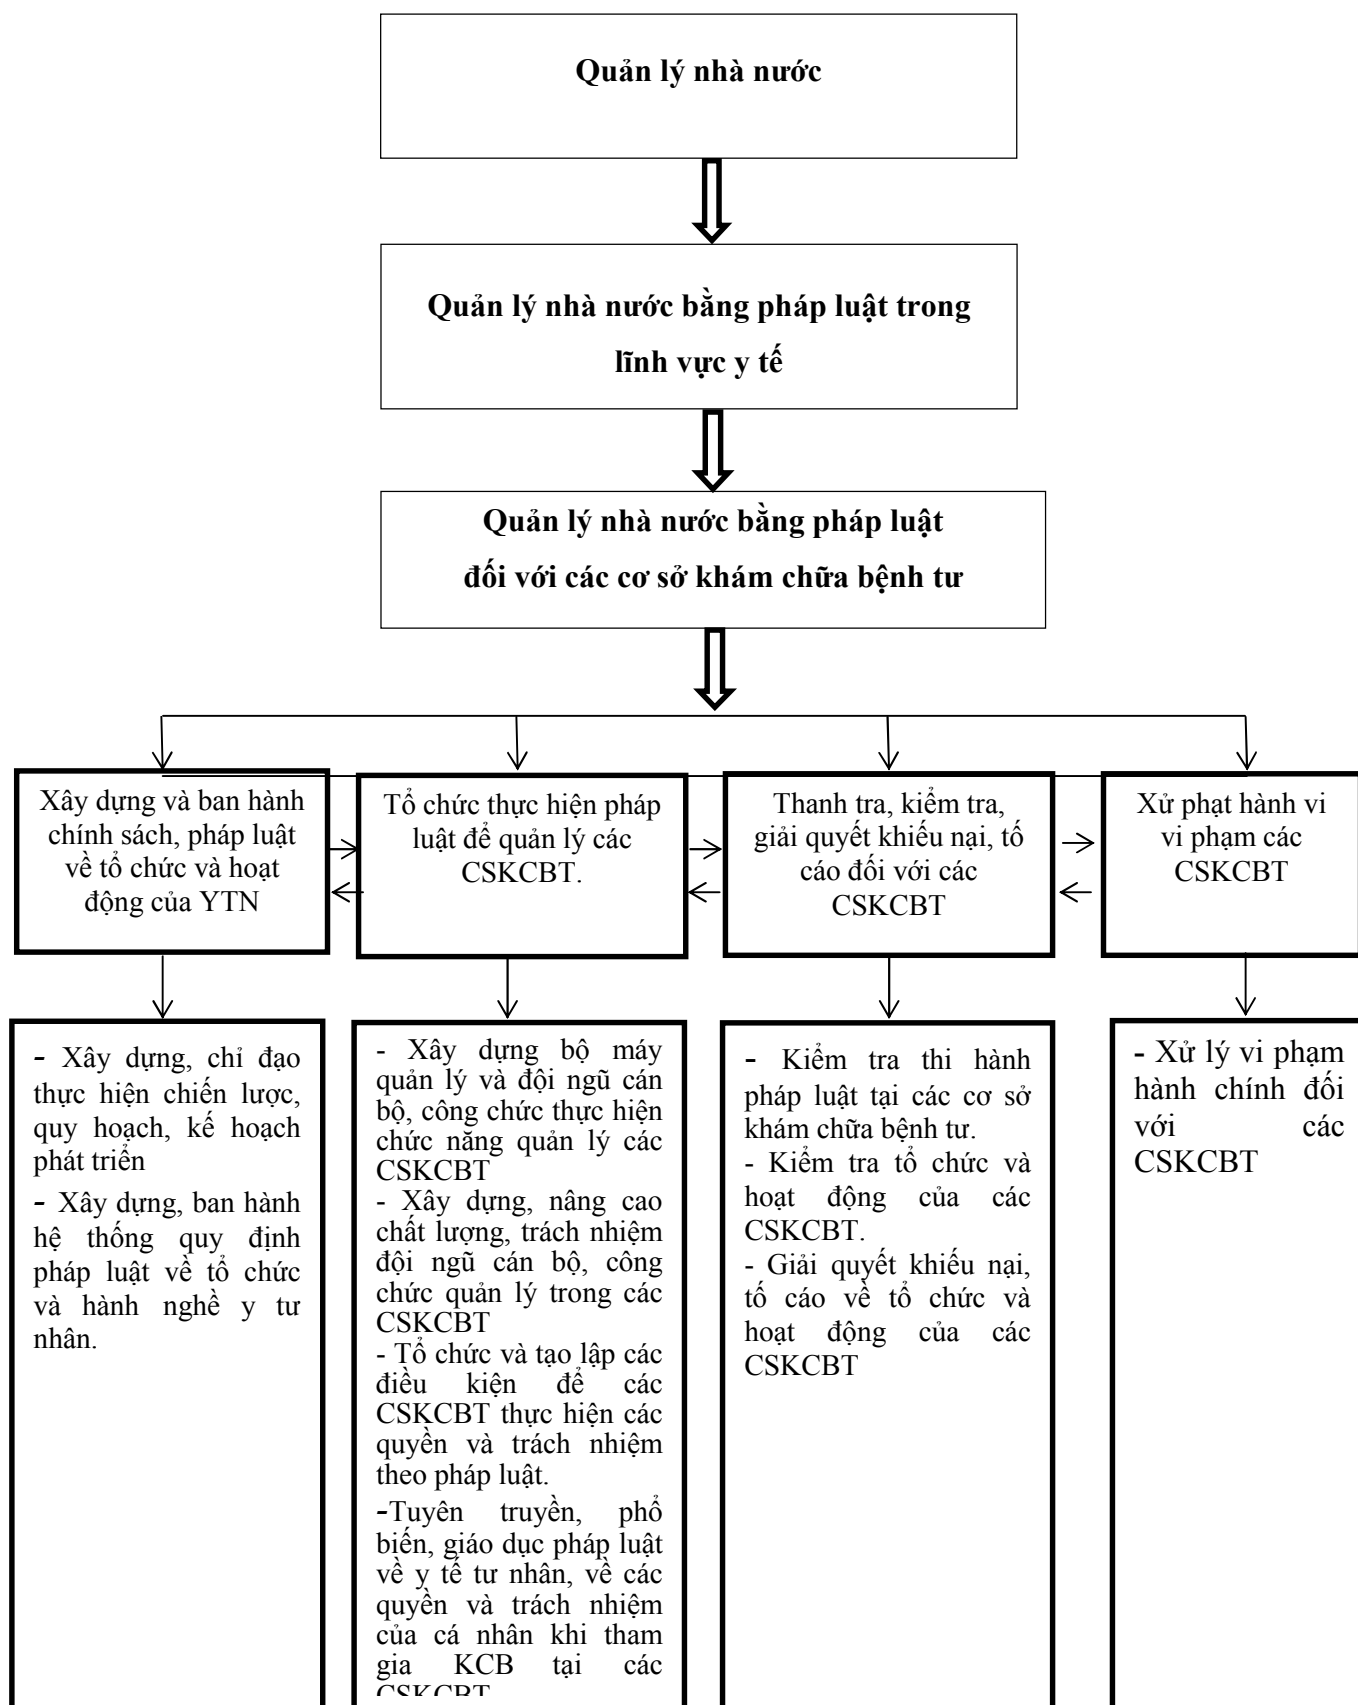 Quản lý nhà nước
Quản lý nhà nước bằng pháp luật trong
lĩnh vực y tế
Quản lý nhà nước bằng pháp luật
đối với các cơ sở khám chữa bệnh tư
Xây dựng và ban hành
chính sách, pháp luật
về tổ chức và hoạt
động của YTN
Tổ chức thực hiện pháp
luật để quản lý các
CSKCBT.
Thanh tra, kiểm tra,
giải quyết khiếu nại, tố
cáo đối với các
CSKCBT
Xử phạt hành vi
vi phạm các
CSKCBT
- Xây dựng, chỉ đạo
thực hiện chiến lược,
quy hoạch, kế hoạch
phát triển
- Xây dựng, ban hành
hệ thống quy định
pháp luật về tổ chức
và hành nghề y tư
nhân.
- Xây dựng bộ máy
quản lý và đội ngũ cán
bộ, công chức thực hiện
chức năng quản lý các
CSKCBT
- Xây dựng, nâng cao
chất lượng, trách nhiệm
đội ngũ cán bộ, công
chức quản lý trong các
CSKCBT
- Tổ chức và tạo lập các
điều kiện để các
CSKCBT thực hiện các
quyền và trách nhiệm
theo pháp luật.
-Tuyên truyền, phổ
biến, giáo dục pháp luật
về y tế tư nhân, về các
quyền và trách nhiệm
của cá nhân khi tham
gia KCB tại các
CSKCBT
- Kiểm tra thi hành
pháp luật tại các cơ sở
khám chữa bệnh tư.
- Kiểm tra tổ chức và
hoạt động của các
CSKCBT.
- Giải quyết khiếu nại,
tố cáo về tổ chức và
hoạt động của các
CSKCBT
- Xử lý vi phạm
hành chính đối
với các
CSKCBT